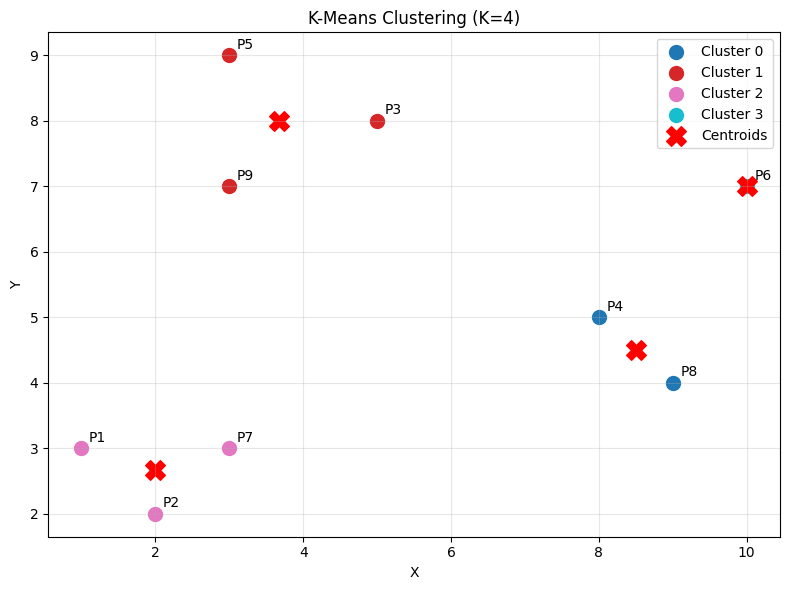 K-Means Clustering (K=4)
Cluster 0
Cluster 1
Cluster 2
Cluster 3
Centroids
P5
P3
P9
P6
P4
P8
P1
P7
P2
9
8
7
6
5
4
3
2
Y
2 4 6 8 10
X